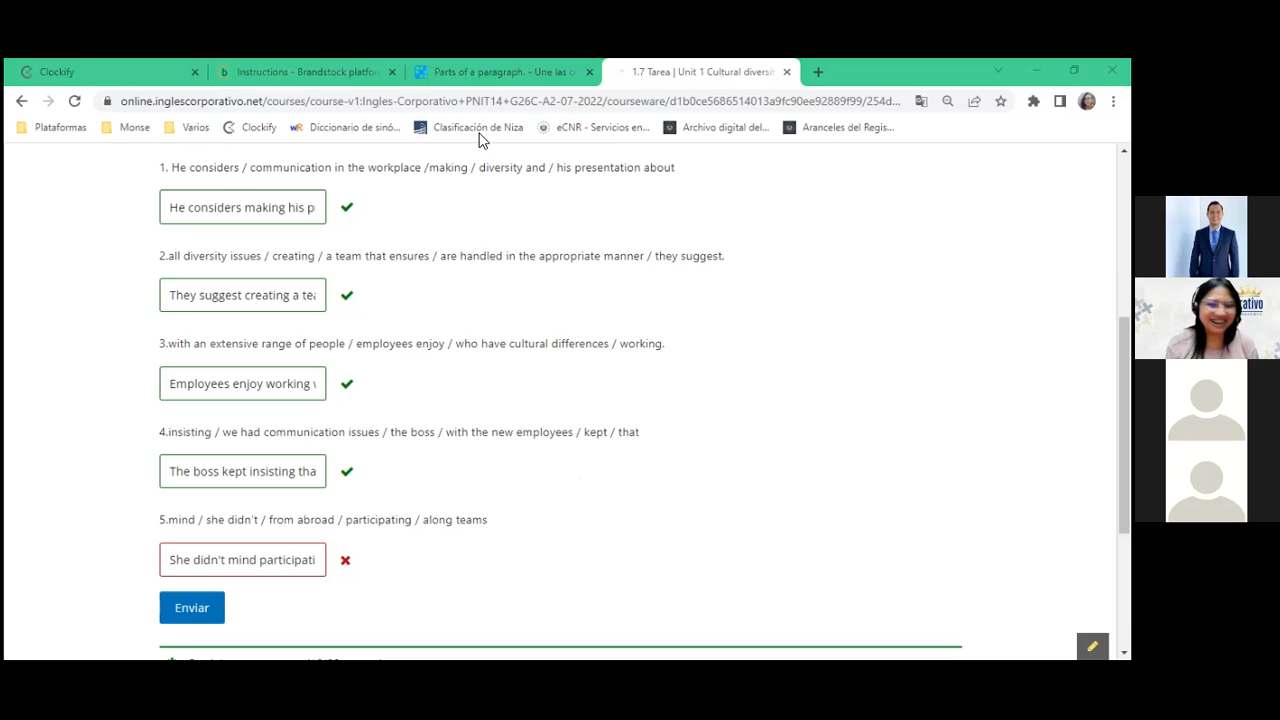 Clockify
Instructions - Brandstock platfor
Parts of a paragraph. - Une las c
1.7 Tarea | Unit 1 Cultural diversit
online.inglescorporativo.net/courses/course-v1:Ingles-Corporativo+PNIT14+G26C-A2-07-2022/courseware/d1b0ce5686514013a9fc90ee92889f99/254d...
Plataformas
Monse
Varios
Clockify
Diccionario de sinó...
Clasificación de Niza
eCNR - Servicios en...
Archivo digital del...
Aranceles del Regis...
1. He considers / communication in the workplace /making / diversity and / his presentation about
He considers making his p
2.all diversity issues / creating / a team that ensures / are handled in the appropriate manner / they suggest.
They suggest creating a tea
3.with an extensive range of people / employees enjoy / who have cultural differences / working.
Employees enjoy working
4.insisting / we had communication issues / the boss / with the new employees / kept / that
The boss kept insisting tha
5.mind / she didn't / from abroad / participating / along teams
She didn't mind participati
Enviar